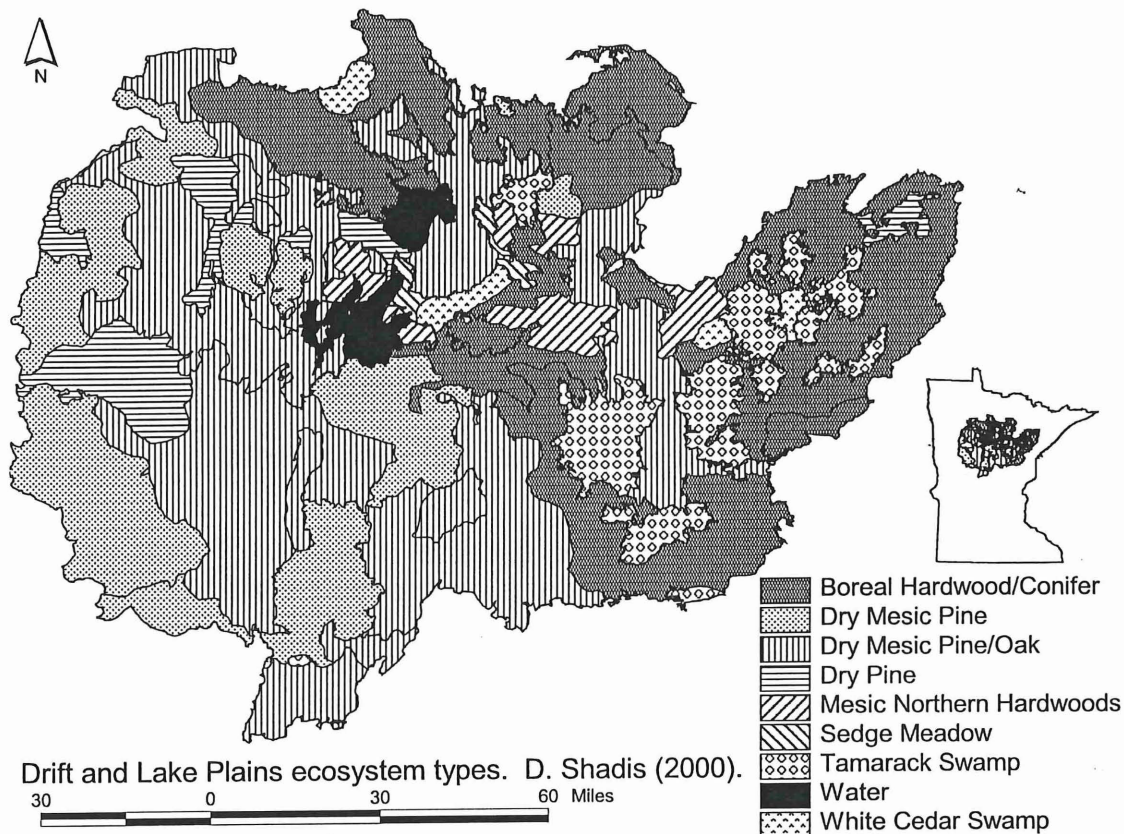 N
Boreal Hardwood/Conifer
Dry Mesic Pine
Dry Mesic Pine/Oak
Dry Pine
Mesic Northern Hardwoods
Sedge Meadow
Tamarack Swamp
Water
White Cedar Swamp
Drift and Lake Plains ecosystem types. D. Shadis (2000).
30 0 30 60 Miles